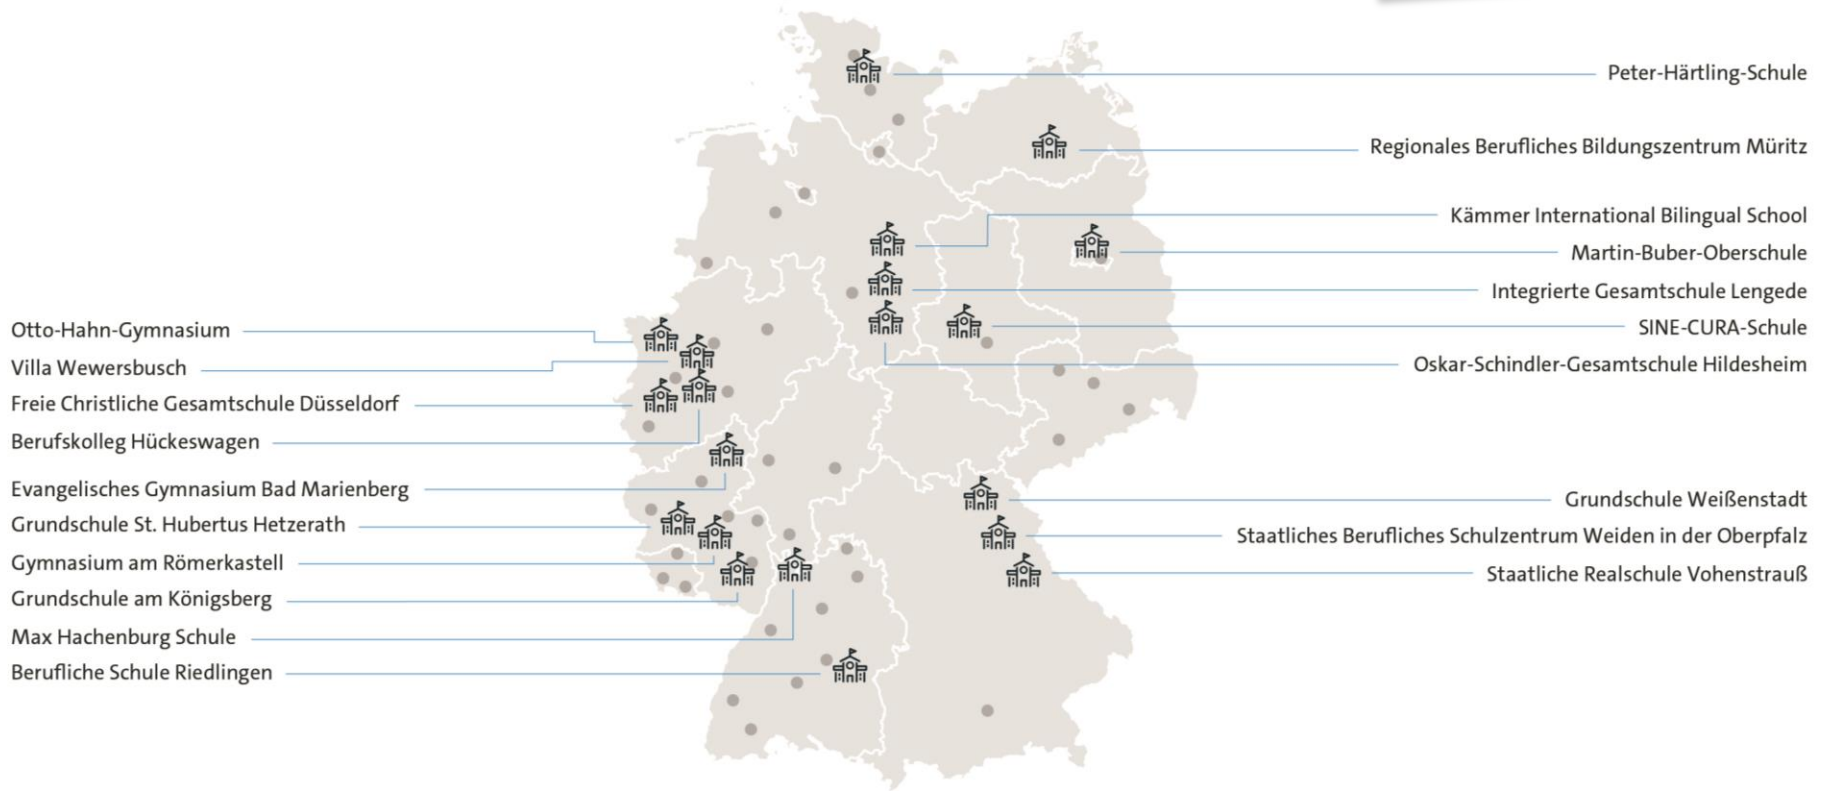 Peter-Härtling-Schule
Regionales Berufliches Bildungszentrum Müritz
Kämmer International Bilingual School
Martin-Buber-Oberschule
Integrierte Gesamtschule Lengede
SINE-CURA-Schule
Oskar-Schindler-Gesamtschule Hildesheim
Otto-Hahn-Gymnasium
Villa Wewersbusch
Freie Christliche Gesamtschule Düsseldorf
Berufskolleg Hückeswagen
Evangelisches Gymnasium Bad Marienberg
Grundschule St. Hubertus Hetzerath
Gymnasium am Römerkastell
Grundschule am Königsberg
Max Hachenburg Schule
Berufliche Schule Riedlingen
Grundschule Weißenstadt
Staatliches Berufliches Schulzentrum Weiden in der Oberpfalz
Staatliche Realschule Vohenstrauß